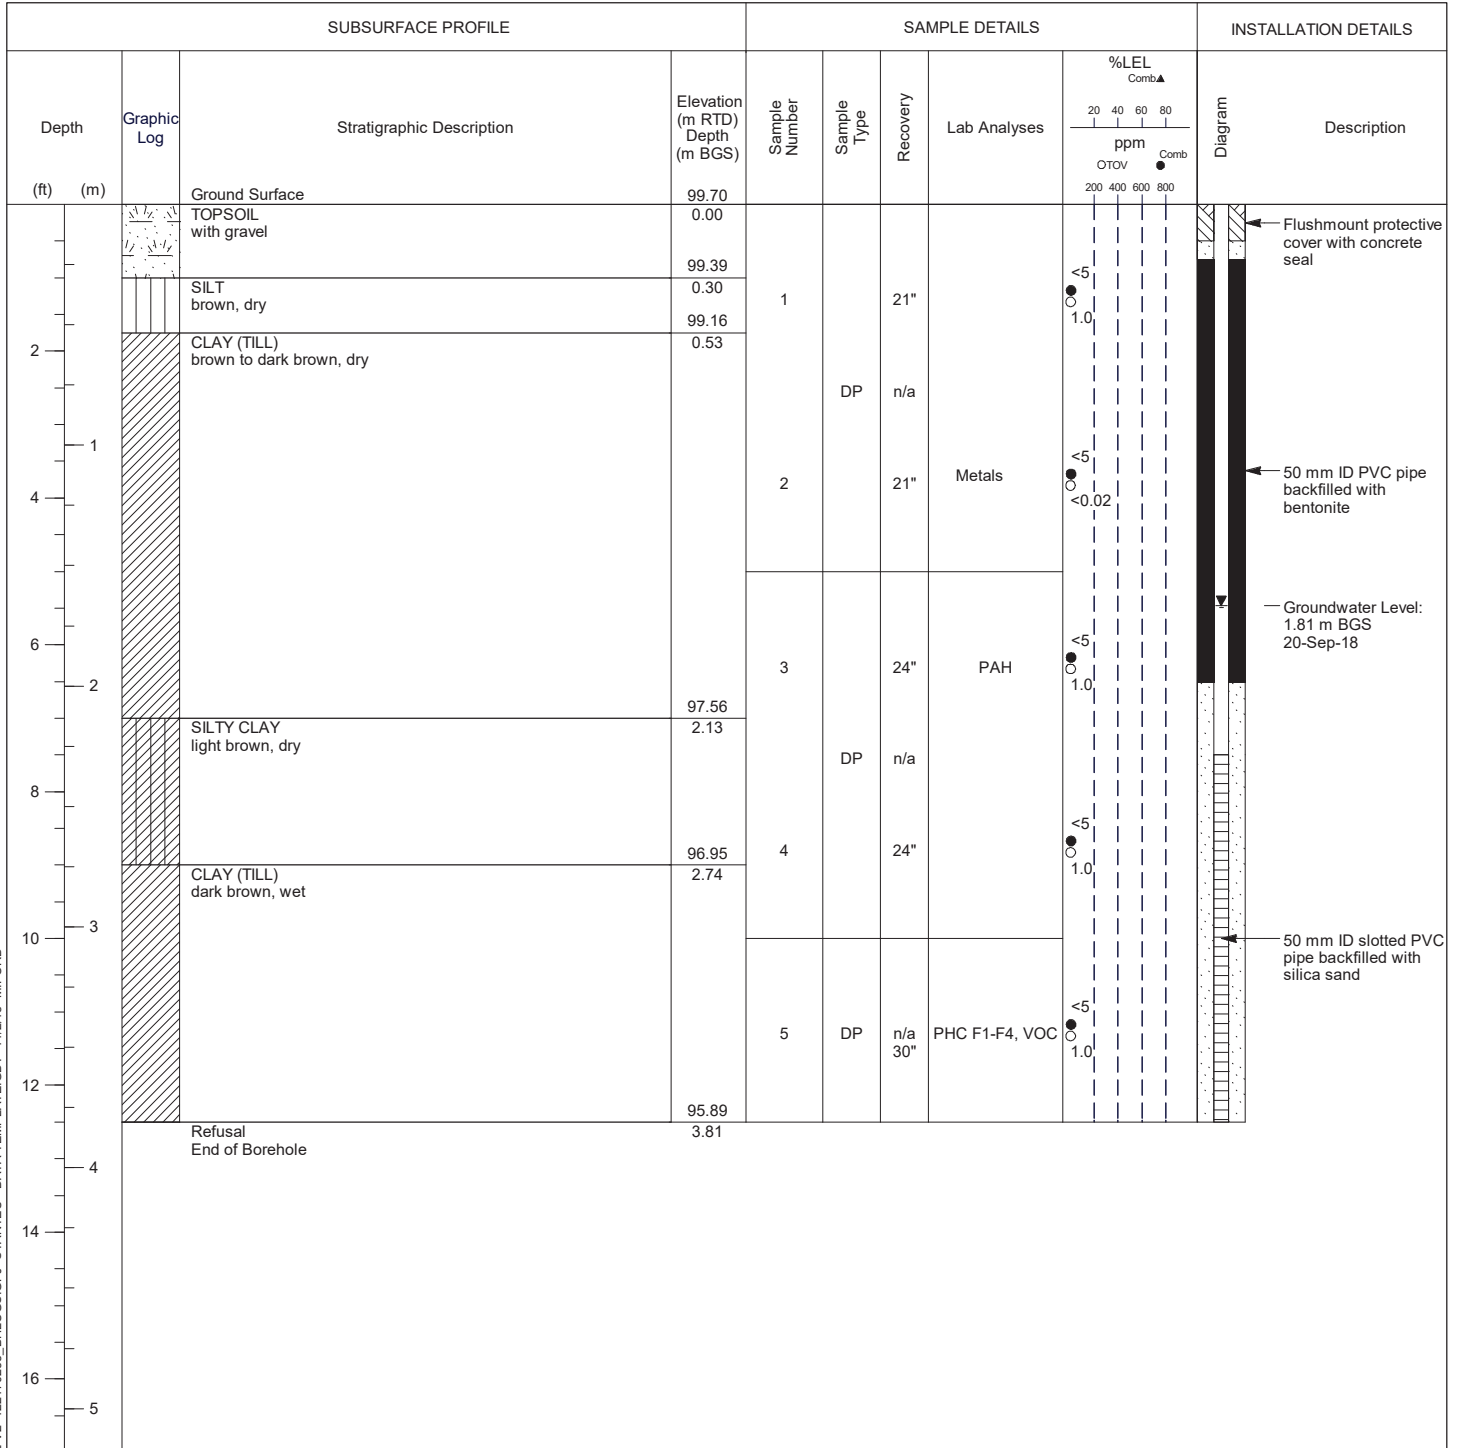 SUBSURFACE PROFILE
SAMPLE DETAILS
INSTALLATION DETAILS
Depth
(ft) (m)
Graphic
Log
Stratigraphic Description
Elevation
(m RTD)
Depth
(m BGS)
Sample
Number
Sample
Type
Recovery
Lab Analyses
%LEL
Comb▲
20 40 60 80
ppm
OTOV ● Comb
200 400 600 800
Diagram
Description
Ground Surface 99.70
TOPSOIL 0.00
with gravel
99.39
SILT 0.30
brown, dry
99.16
CLAY (TILL) 0.53
brown to dark brown, dry
97.56
SILTY CLAY 2.13
light brown, dry
96.95
CLAY (TILL) 2.74
dark brown, wet
95.89
Refusal 3.81
End of Borehole
2
4
6
8
10
12
14
16
1
2
3
4
5
1 21"
<5
1.0
DP n/a
2 21" Metals
<5
<0.02
3 24" PAH
<5
1.0
DP n/a
4 24"
<5
1.0
5 DP n/a PHC F1-F4, VOC
30"
<5
1.0
Flushmount protective
cover with concrete
seal
50 mm ID PVC pipe
backfilled with
bentonite
Groundwater Level:
1.81 m BGS
20-Sep-18
50 mm ID slotted PVC
pipe backfilled with
silica sand